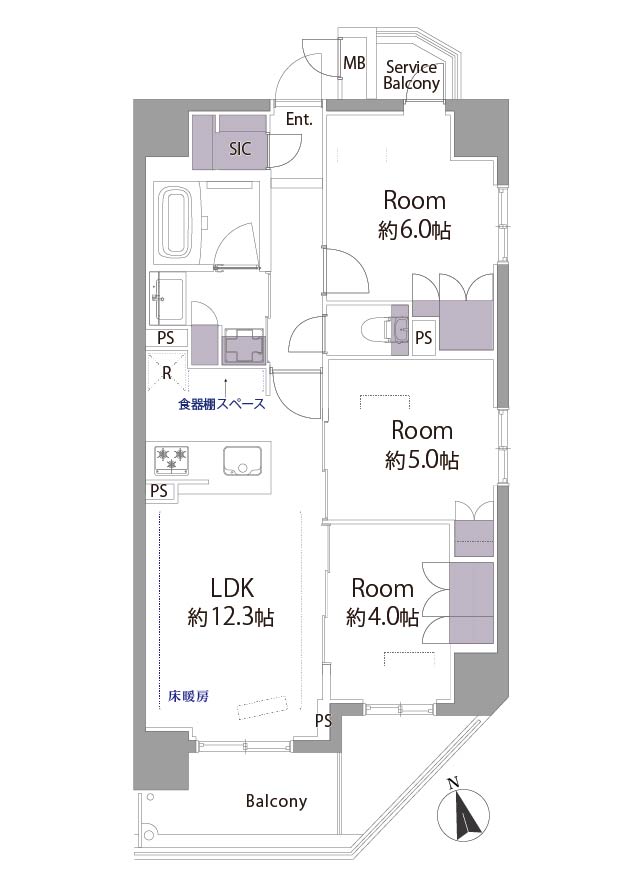 MB
Service
Balcony
Ent.
SIC
Room
約6.0帖
PS
PS
R
食器棚スペース
Room
約5.0帖
PS
LDK
約12.3帖
Room
約4.0帖
床暖房
PS
N
Balcony